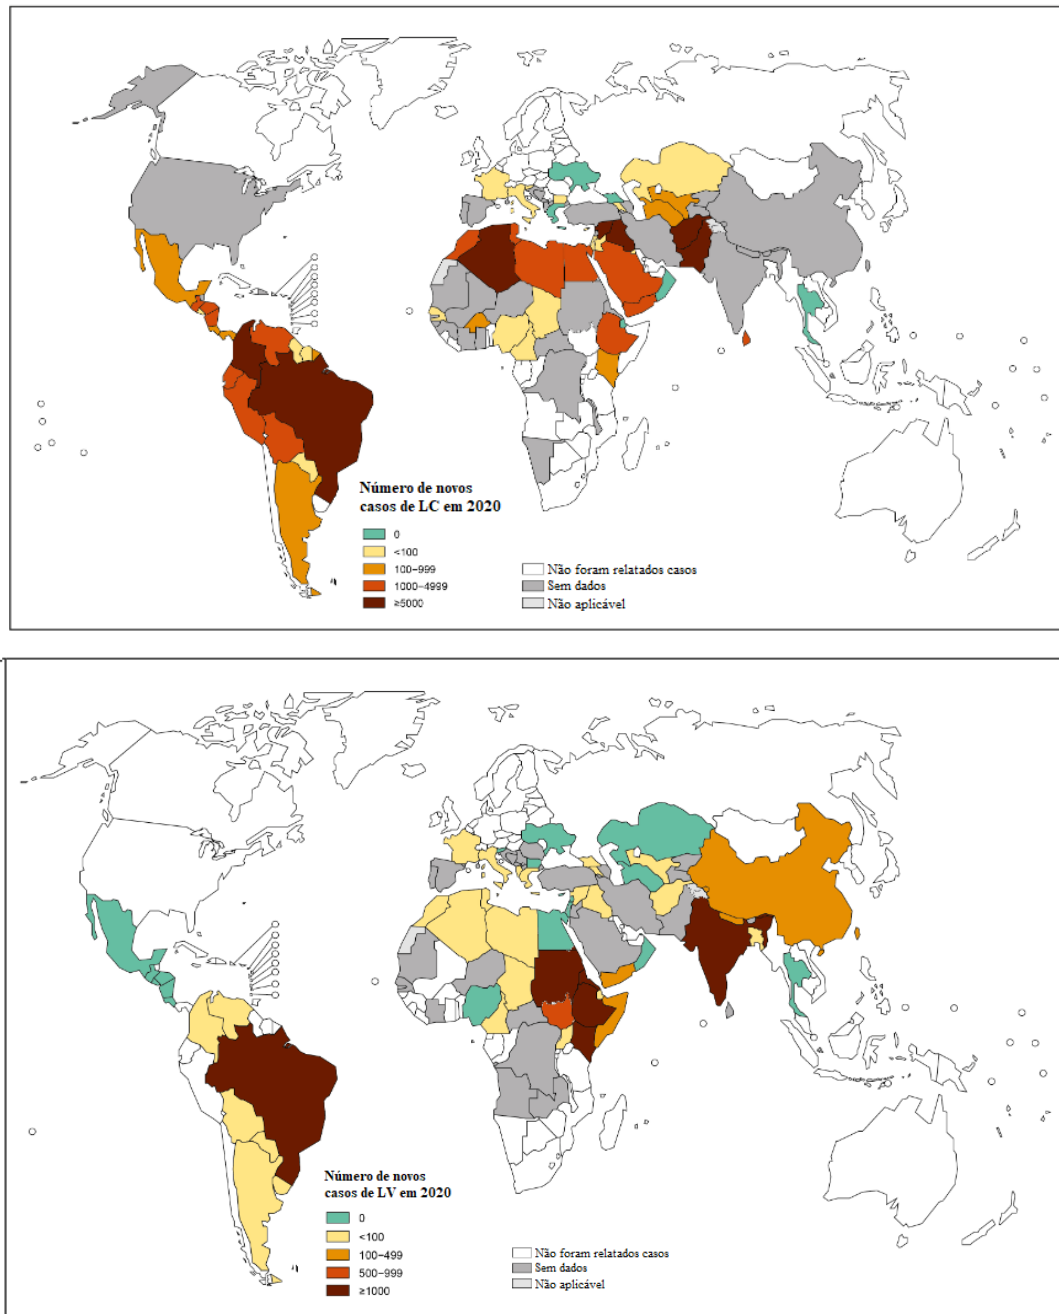 Número de novos
casos de LC em 2020
0
<100
100–999
1000–4999
≥5000
Não foram relatados casos
Sem dados
Não aplicável
Número de novos
casos de LV em 2020
0
<100
100–499
500–999
≥1000
Não foram relatados casos
Sem dados
Não aplicável